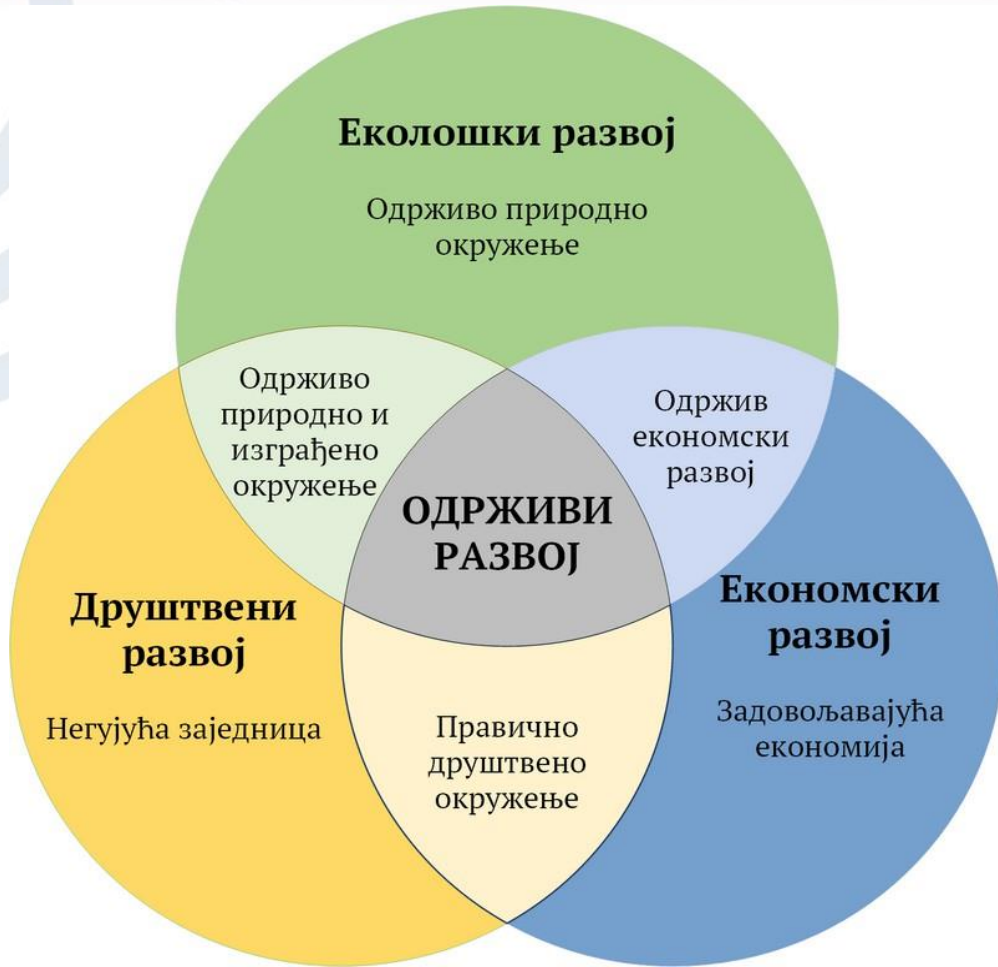 Еколошки развој
Одрживо природно
окружење
Одрживо
природно и
изграђено
окружење
Одржив
економски
развој
ОДРЖИВИ
РАЗВОЈ
Друштвени
развој
Негујућа заједница
Економски
развој
Задовољавајућа
економија
Правично
друштвено
окружење